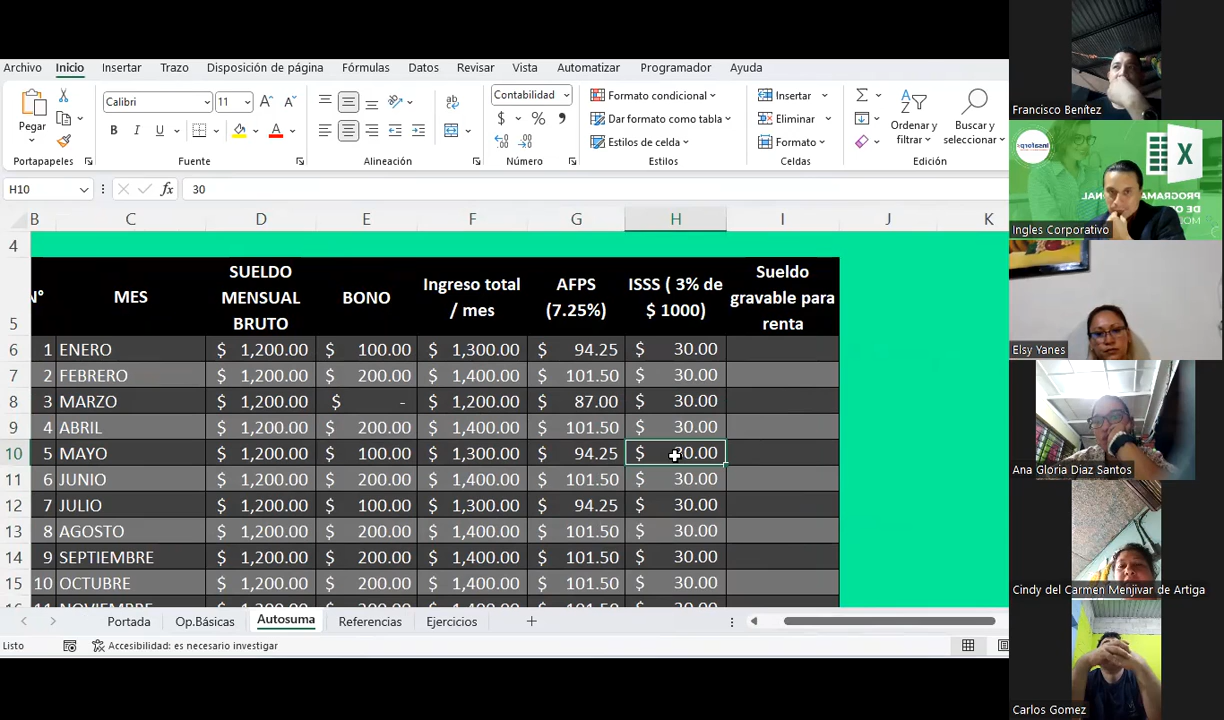 Archivo Inicio Insertar Trazo Disposición de página Fórmulas Datos Revisar Vista Automatizar Programador Ayuda
Calibri 11 Contabilidad Formato condicional Insertar
Pegar N K S $ % Dar formato como tabla Eliminar Ordenar y filtrar Buscar y seleccionar
Estilos de celda Formato
Portapapeles Fuente Alineación Número Estilos Celdas Edición
H10 fx 30
B C D E F G H I J K
4
5 N° MES SUELDO MENSUAL BRUTO BONO Ingreso total / mes AFPS (7.25%) ISSS ( 3% de $ 1000) Sueldo gravable para renta
6 1 ENERO $ 1,200.00 $ 100.00 $ 1,300.00 $ 94.25 $ 30.00
7 2 FEBRERO $ 1,200.00 $ 200.00 $ 1,400.00 $ 101.50 $ 30.00
8 3 MARZO $ 1,200.00 $ - $ 1,200.00 $ 87.00 $ 30.00
9 4 ABRIL $ 1,200.00 $ 200.00 $ 1,400.00 $ 101.50 $ 30.00
10 5 MAYO $ 1,200.00 $ 100.00 $ 1,300.00 $ 94.25 $ 30.00
11 6 JUNIO $ 1,200.00 $ 200.00 $ 1,400.00 $ 101.50 $ 30.00
12 7 JULIO $ 1,200.00 $ 100.00 $ 1,300.00 $ 94.25 $ 30.00
13 8 AGOSTO $ 1,200.00 $ 200.00 $ 1,400.00 $ 101.50 $ 30.00
14 9 SEPTIEMBRE $ 1,200.00 $ 200.00 $ 1,400.00 $ 101.50 $ 30.00
15 10 OCTUBRE $ 1,200.00 $ 200.00 $ 1,400.00 $ 101.50 $ 30.00
Portada Op.Básicas Autosuma Referencias Ejercicios
Listo Accesibilidad: es necesario investigar
Francisco Benítez
Insaforp
Ingles Corporativo
Elsy Yanes
Ana Gloria Diaz Santos
Cindy del Carmen Menjivar de Artiga
Carlos Gomez